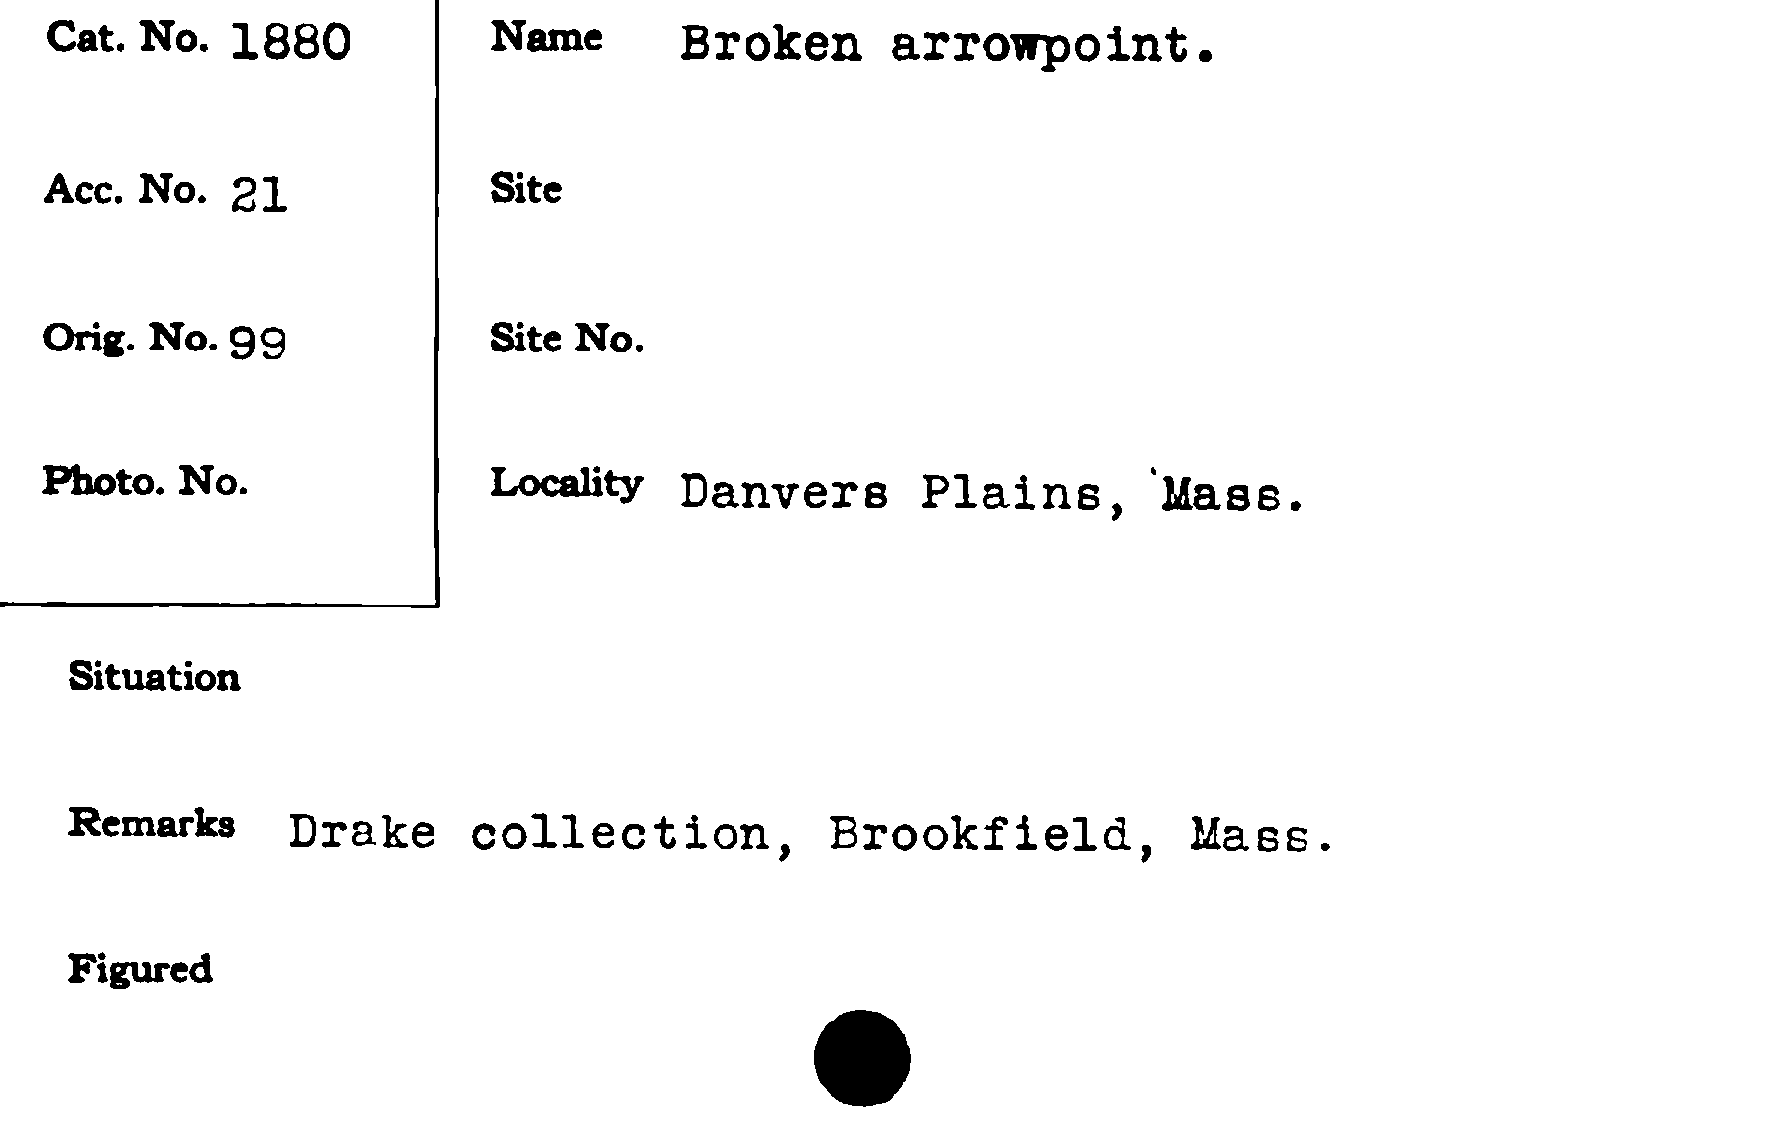 Cat. No. 1880
Name Broken arrowpoint.
Acc. No. 21
Site
Orig. No. 99
Site No.
Photo. No.
Locality Danvers Plains, Mass.
Situation
Remarks Drake collection, Brookfield, Mass.
Figured